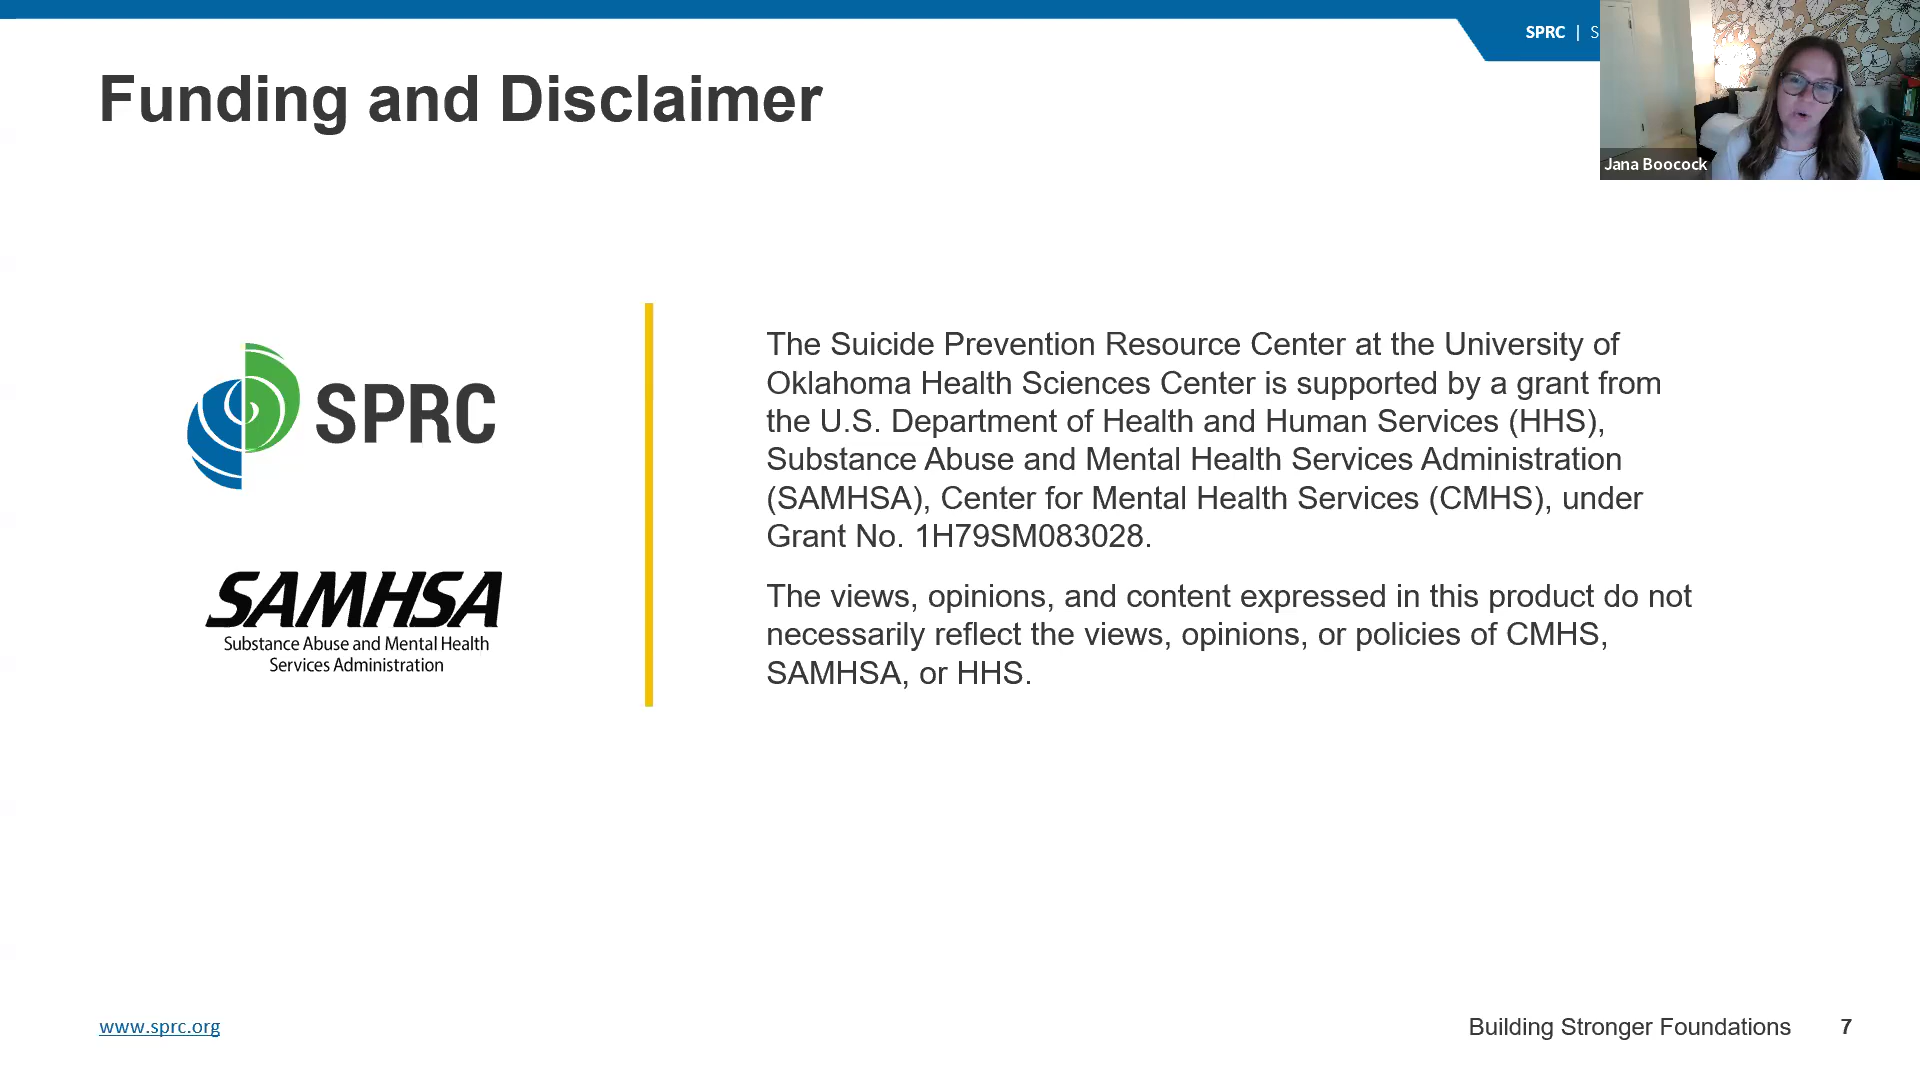 SPRC | S
Funding and Disclaimer
Jana Boocock
SPRC
SAMHSA
Substance Abuse and Mental Health
Services Administration
The Suicide Prevention Resource Center at the University of
Oklahoma Health Sciences Center is supported by a grant from
the U.S. Department of Health and Human Services (HHS),
Substance Abuse and Mental Health Services Administration
(SAMHSA), Center for Mental Health Services (CMHS), under
Grant No. 1H79SM083028.
The views, opinions, and content expressed in this product do not
necessarily reflect the views, opinions, or policies of CMHS,
SAMHSA, or HHS.
www.sprc.org
Building Stronger Foundations 7